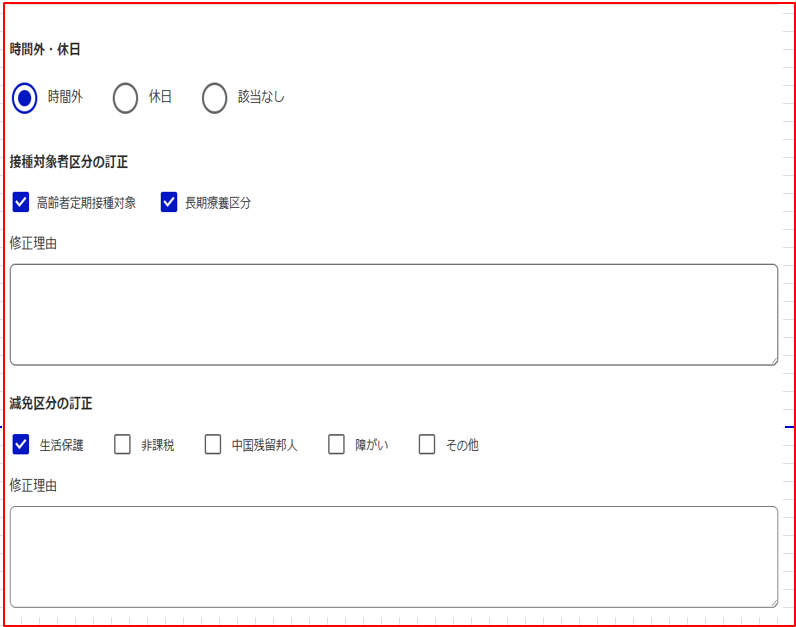 時間外・休日
時間外 休日 該当なし
接種対象者区分の訂正
高齢者定期接種対象 長期療養区分
修正理由
減免区分の訂正
生活保護 非課税 中国残留邦人 障がい その他
修正理由